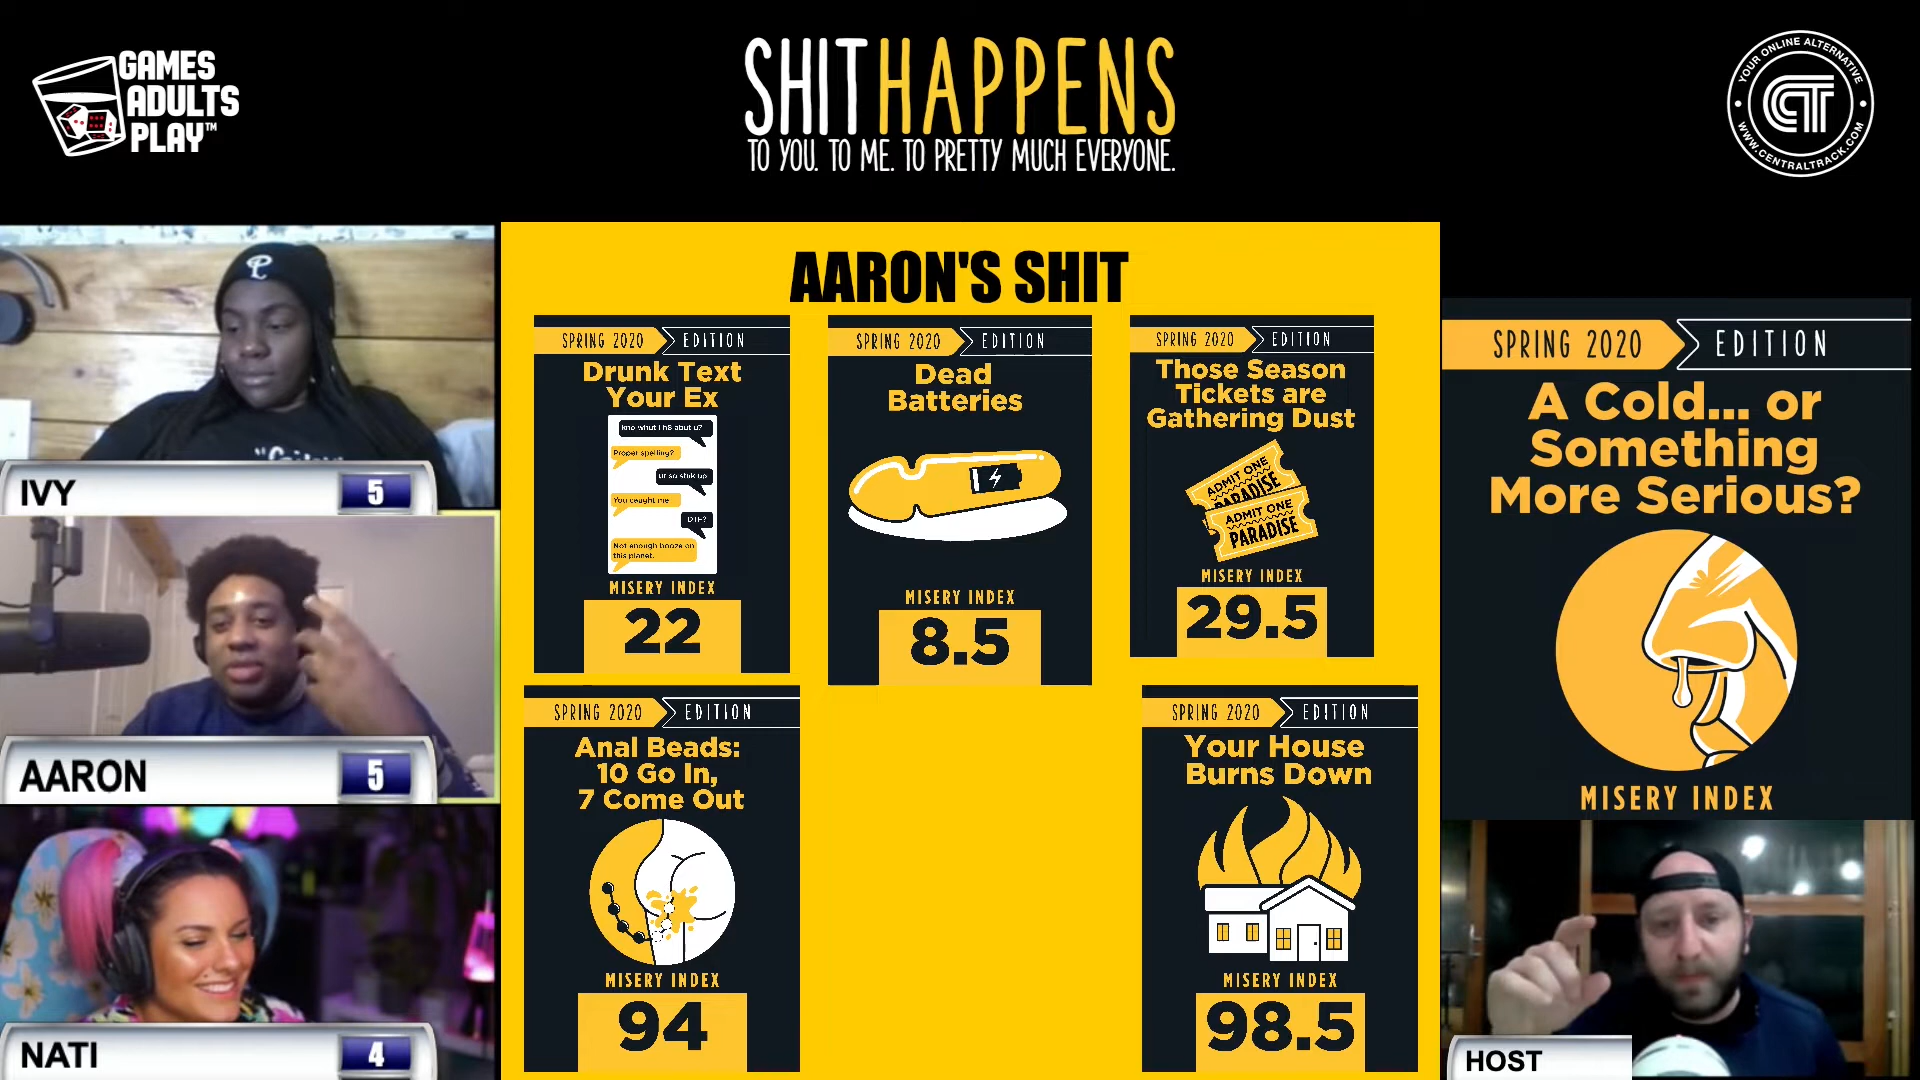 GAMES
ADULTS
PLAY™
SHIT HAPPENS
TO YOU. TO ME. TO PRETTY MUCH EVERYONE.
YOUR ONLINE ALTERNATIVE
CT
WWW.CENTRALTRACK.COM
IVY
5
AARON
5
NATI
4
AARON'S SHIT
SPRING 2020 EDITION
Drunk Text
Your Ex
Proper spelling?
You caught me
DTF?
Not enough booze on
this planet.
MISERY INDEX
22
SPRING 2020 EDITION
Dead
Batteries
MISERY INDEX
8.5
SPRING 2020 EDITION
Those Season
Tickets are
Gathering Dust
ADMIT ONE
PARADISE
ADMIT ONE
PARADISE
MISERY INDEX
29.5
SPRING 2020 EDITION
Anal Beads:
10 Go In,
7 Come Out
MISERY INDEX
94
SPRING 2020 EDITION
Your House
Burns Down
MISERY INDEX
98.5
SPRING 2020 EDITION
A Cold... or
Something
More Serious?
MISERY INDEX
HOST